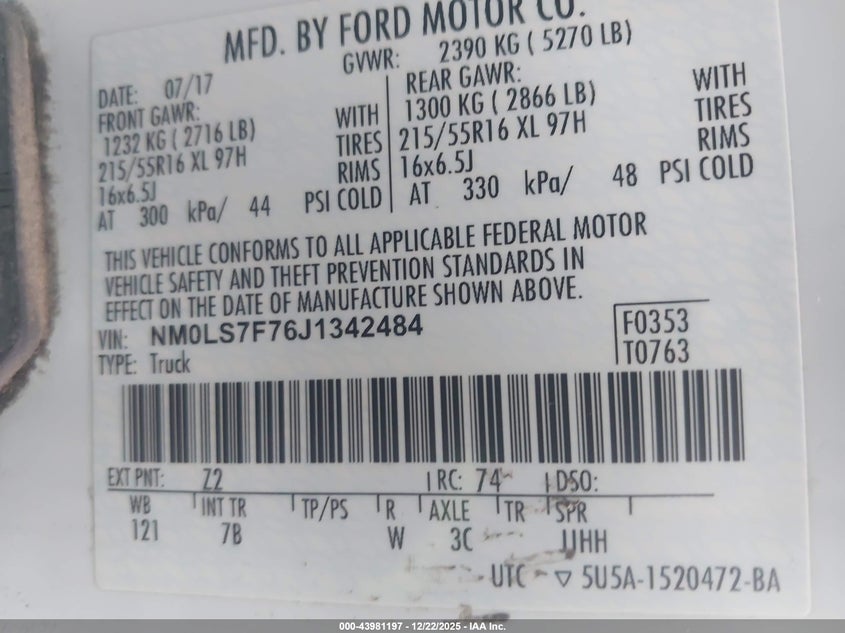 MFD. BY FORD MOTOR CO.
DATE: 07/17 GVWR: 2390 KG ( 5270 LB)
FRONT GAWR: WITH REAR GAWR: WITH
1232 KG ( 2716 LB) TIRES 1300 KG ( 2866 LB) TIRES
215/55R16 XL 97H RIMS 215/55R16 XL 97H RIMS
16x6.5J 16x6.5J
AT 300 kPa/ 44 PSI COLD AT 330 kPa/ 48 PSI COLD
THIS VEHICLE CONFORMS TO ALL APPLICABLE FEDERAL MOTOR
VEHICLE SAFETY AND THEFT PREVENTION STANDARDS IN
EFFECT ON THE DATE OF MANUFACTURE SHOWN ABOVE.
VIN: NM0LS7F76J1342484 F0353
TYPE: Truck T0763
EXT PNT: Z2 RC: 74 DSO:
WB INT TR TP/PS R AXLE TR SPR
121 7B W 3C JJHH
UTC 5U5A-1520472-BA
000-43981197 - 12/22/2025 - IAA Inc.